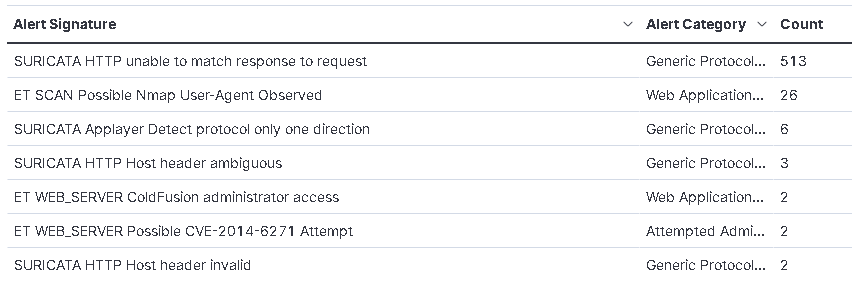 Alert Signature Alert Category Count
SURICATA HTTP unable to match response to request Generic Protocol... 513
ET SCAN Possible Nmap User-Agent Observed Web Application... 26
SURICATA Applayer Detect protocol only one direction Generic Protocol... 6
SURICATA HTTP Host header ambiguous Generic Protocol... 3
ET WEB_SERVER ColdFusion administrator access Web Application... 2
ET WEB_SERVER Possible CVE-2014-6271 Attempt Attempted Admi... 2
SURICATA HTTP Host header invalid Generic Protocol... 2